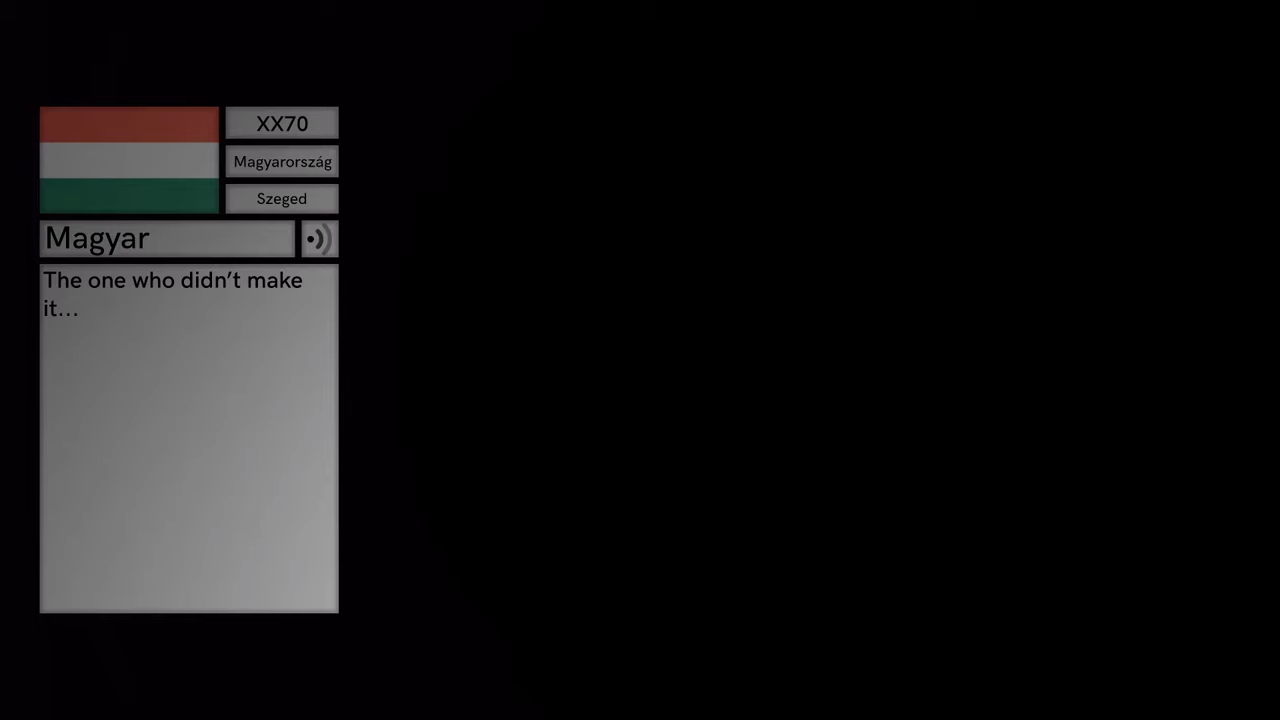 XX70
Magyarország
Szeged
Magyar
The one who didn’t make
it...